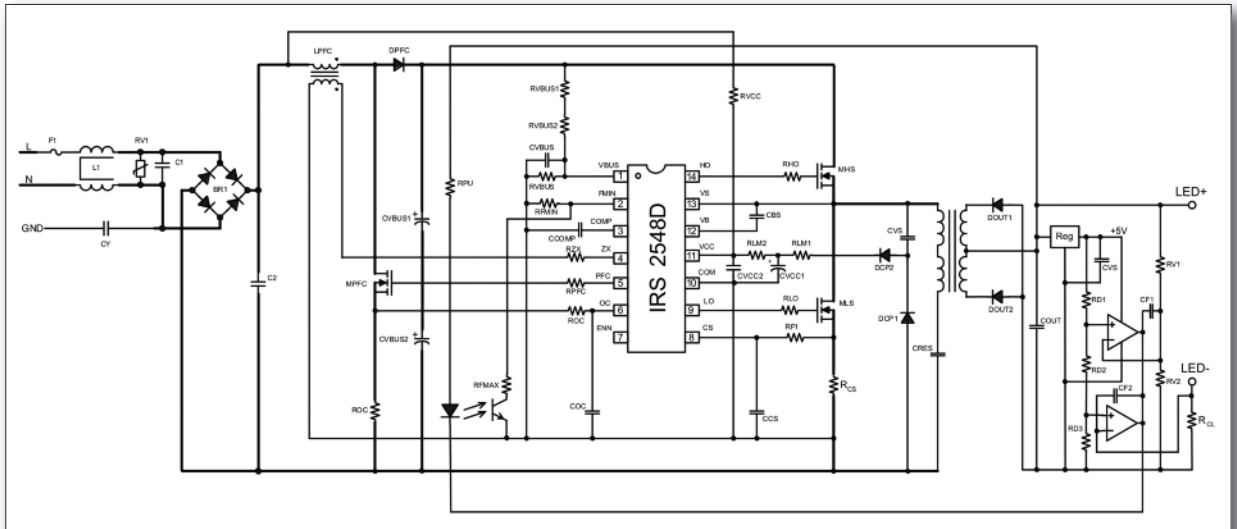 LPFC
DPFC
RVBUS1
RVCC
RVBUS2
F1
RV1
L
L1
C1
N
BR1
GND
CY
C2
CVBUS
VBUS
RVBUS
FMIN
RFMIN
COMP
CCOMP
ZX
RZX
PFC
RPFC
OC
ROC
ENN
1
2
3
4
5
6
7
IRS 2548D
14
13
12
11
10
9
8
HO
VS
VB
VCC
COM
LO
CS
RHO
MHS
CBS
RLM2
RLM1
CVCC2
CVCC1
RLO
MLS
RF1
RCS
CCS
RPU
CVBUS1
MPFC
CVBUS2
ROC
RFMAX
COC
CVS
DCP2
DCP1
CRES
DOUT1
DOUT2
LED+
Reg
+5V
CVS
RV1
RD1
CF1
COUT
RD2
RV2
LED-
CF2
RD3